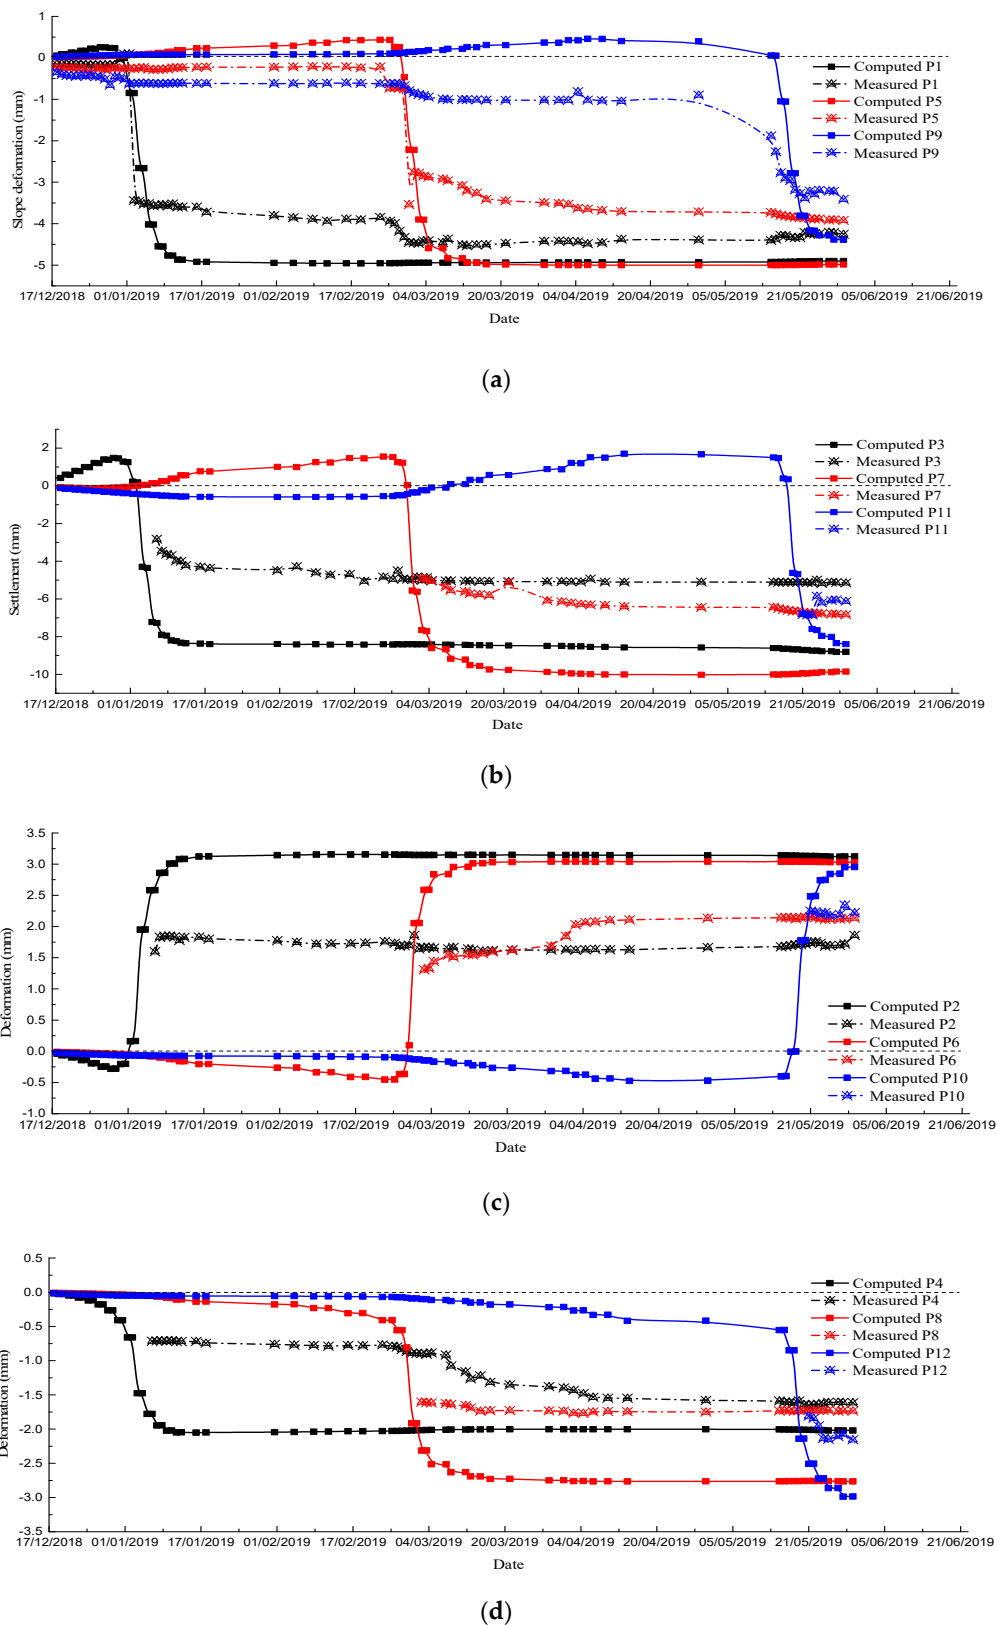 1
0
-1
-2
-3
-4
-5
Slope deformation (mm)
Computed P1
Measured P1
Computed P5
Measured P5
Computed P9
Measured P9
17/12/2018 01/01/2019 17/01/2019 01/02/2019 17/02/2019 04/03/2019 20/03/2019 04/04/2019 20/04/2019 05/05/2019 21/05/2019 05/06/2019 21/06/2019
Date
(a)
2
0
-2
-4
-6
-8
-10
Settlement (mm)
Computed P3
Measured P3
Computed P7
Measured P7
Computed P11
Measured P11
17/12/2018 01/01/2019 17/01/2019 01/02/2019 17/02/2019 04/03/2019 20/03/2019 04/04/2019 20/04/2019 05/05/2019 21/05/2019 05/06/2019 21/06/2019
Date
(b)
3.5
3.0
2.5
2.0
1.5
1.0
0.5
0.0
-0.5
-1.0
Deformation (mm)
Computed P2
Measured P2
Computed P6
Measured P6
Computed P10
Measured P10
17/12/2018 01/01/2019 17/01/2019 01/02/2019 17/02/2019 04/03/2019 20/03/2019 04/04/2019 20/04/2019 05/05/2019 21/05/2019 05/06/2019 21/06/2019
Date
(c)
0.5
0.0
-0.5
-1.0
-1.5
-2.0
-2.5
-3.0
-3.5
Deformation (mm)
Computed P4
Measured P4
Computed P8
Measured P8
Computed P12
Measured P12
17/12/2018 01/01/2019 17/01/2019 01/02/2019 17/02/2019 04/03/2019 20/03/2019 04/04/2019 20/04/2019 05/05/2019 21/05/2019 05/06/2019 21/06/2019
Date
(d)